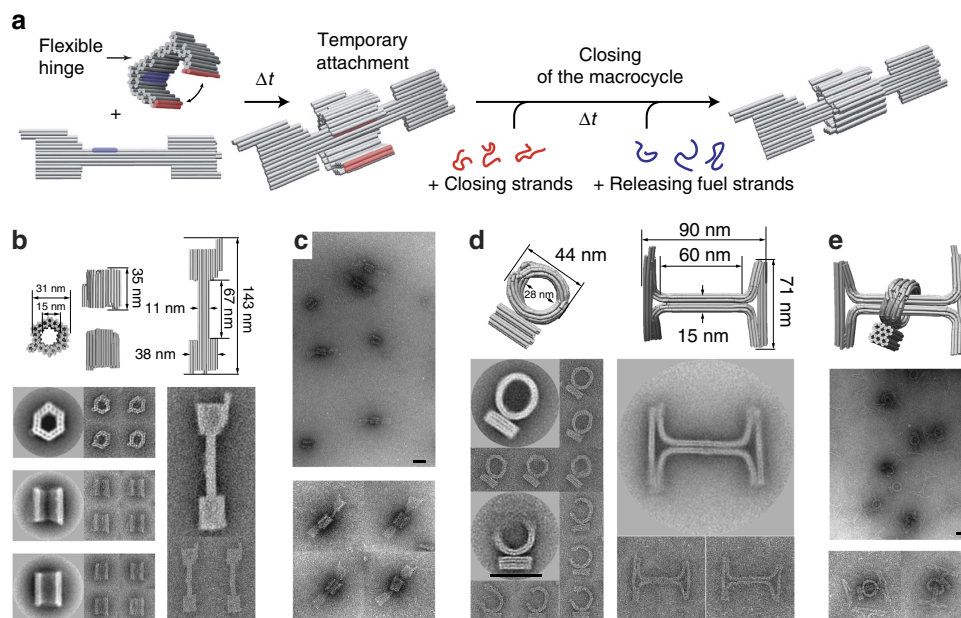 a
Flexible
hinge
+
Δt
Temporary
attachment
Closing
of the macrocycle
Δt
+ Closing strands
+ Releasing fuel strands
b
31 nm
15 nm
35 nm
11 nm
38 nm
67 nm
143 nm
c
d
44 nm
28 nm
90 nm
60 nm
15 nm
71 nm
e